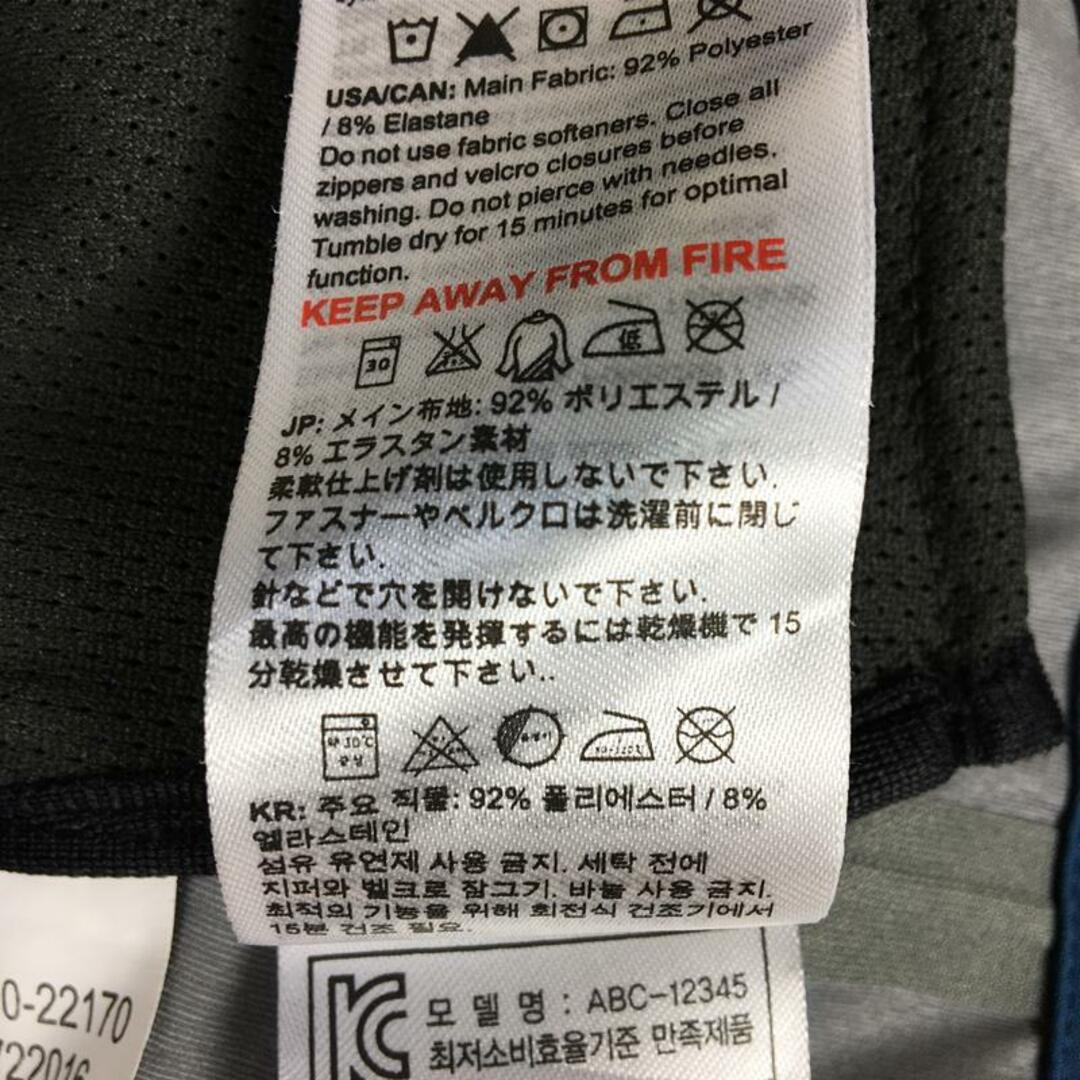 USA/CAN: Main Fabric: 92% Polyester
/ 8% Elastane
Do not use fabric softeners. Close all
zippers and velcro closures before
washing. Do not pierce with needles.
Tumble dry for 15 minutes for optimal
function.
KEEP AWAY FROM FIRE
30
低
JP: メイン布地: 92% ポリエステル /
8% エラスタン素材
柔軟仕上げ剤は使用しないで下さい.
ファスナーやベルクロは洗濯前に閉じ
て下さい.
針などで穴を開けないで下さい.
最高の機能を発揮するには乾燥機で 15
分乾燥させて下さい..
KR: 주요 직물: 92% 폴리에스터 / 8%
엘라스테인
섬유 유연제 사용 금지. 세탁 전에
지퍼와 벨크로 잠그기. 바늘 사용 금지.
최적의 기능을 위해 회전식 건조기에서
15분 건조 필요.
모 델 명 : ABC-12345
최저소비효율기준 만족제품
0-22170
722016